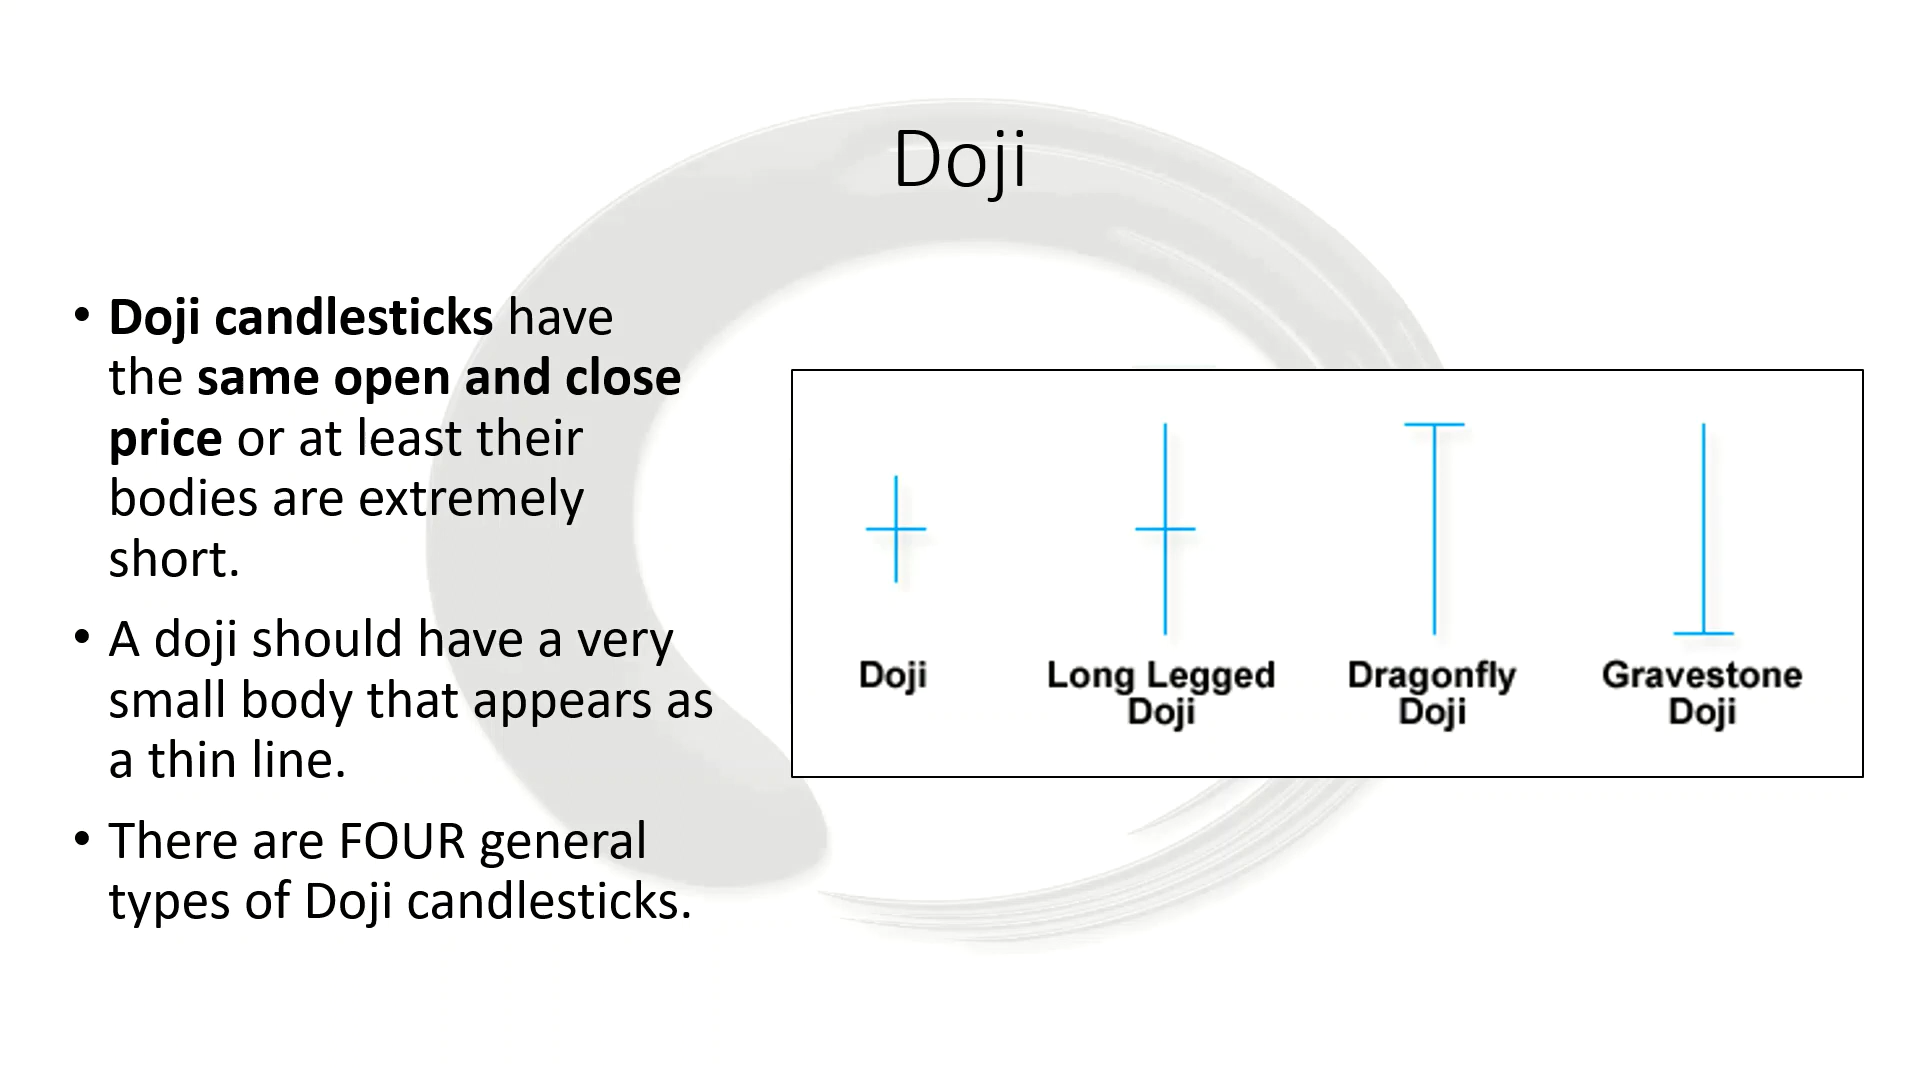 Doji
• Doji candlesticks have
the same open and close
price or at least their
bodies are extremely
short.
• A doji should have a very
small body that appears as
a thin line.
• There are FOUR general
types of Doji candlesticks.
Doji
Long Legged
Doji
Dragonfly
Doji
Gravestone
Doji